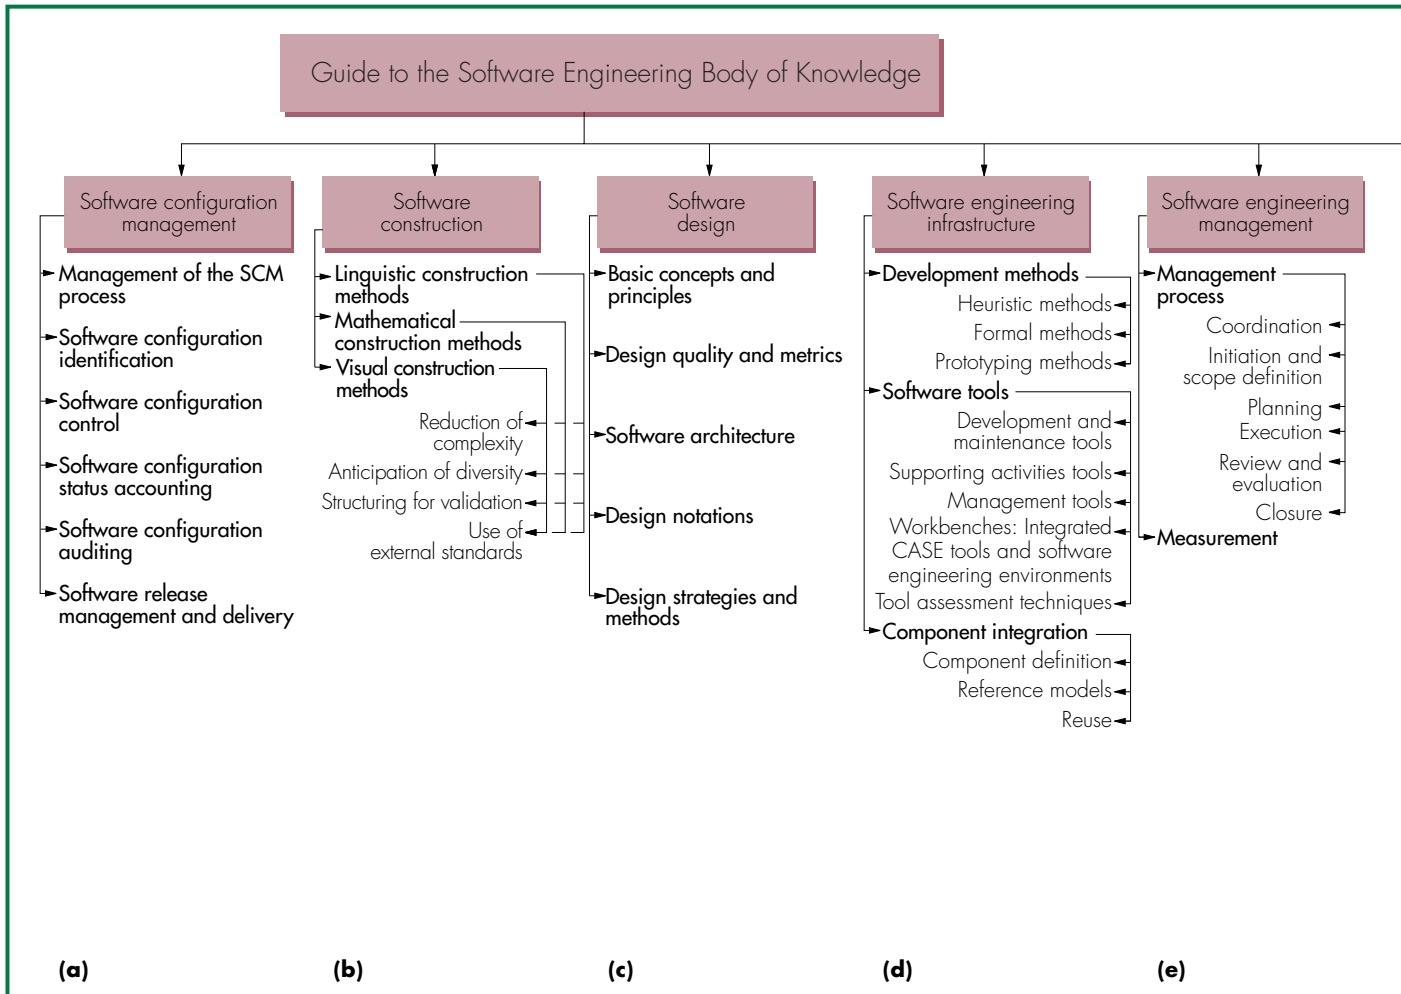 Guide to the Software Engineering Body of Knowledge
Software configuration
management
Management of the SCM
process
Software configuration
identification
Software configuration
control
Software configuration
status accounting
Software configuration
auditing
Software release
management and delivery
(a)
Software
construction
Linguistic construction
methods
Mathematical
construction methods
Visual construction
methods
Reduction of
complexity
Anticipation of diversity
Structuring for validation
Use of
external standards
(b)
Software
design
Basic concepts and
principles
Design quality and metrics
Software architecture
Design notations
Design strategies and
methods
(c)
Software engineering
infrastructure
Development methods
Heuristic methods
Formal methods
Prototyping methods
Software tools
Development and
maintenance tools
Supporting activities tools
Management tools
Workbenches: Integrated
CASE tools and software
engineering environments
Tool assessment techniques
Component integration
Component definition
Reference models
Reuse
(d)
Software engineering
management
Management
process
Coordination
Initiation and
scope definition
Planning
Execution
Review and
evaluation
Closure
Measurement
(e)